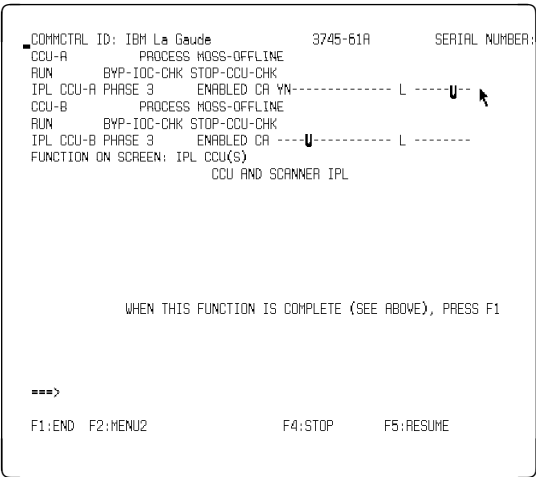 COMMCTRL ID: IBM La Gaude 3745-61A SERIAL NUMBER:
CCU-A PROCESS MOSS-OFFLINE
RUN BYP-IOC-CHK STOP-CCU-CHK
IPL CCU-A PHASE 3 ENABLED CA YN-------------- L -----U--
CCU-B PROCESS MOSS-OFFLINE
RUN BYP-IOC-CHK STOP-CCU-CHK
IPL CCU-B PHASE 3 ENABLED CA ----U----------- L --------
FUNCTION ON SCREEN: IPL CCU(S)
CCU AND SCANNER IPL
WHEN THIS FUNCTION IS COMPLETE (SEE ABOVE), PRESS F1
===>
F1:END F2:MENU2 F4:STOP F5:RESUME